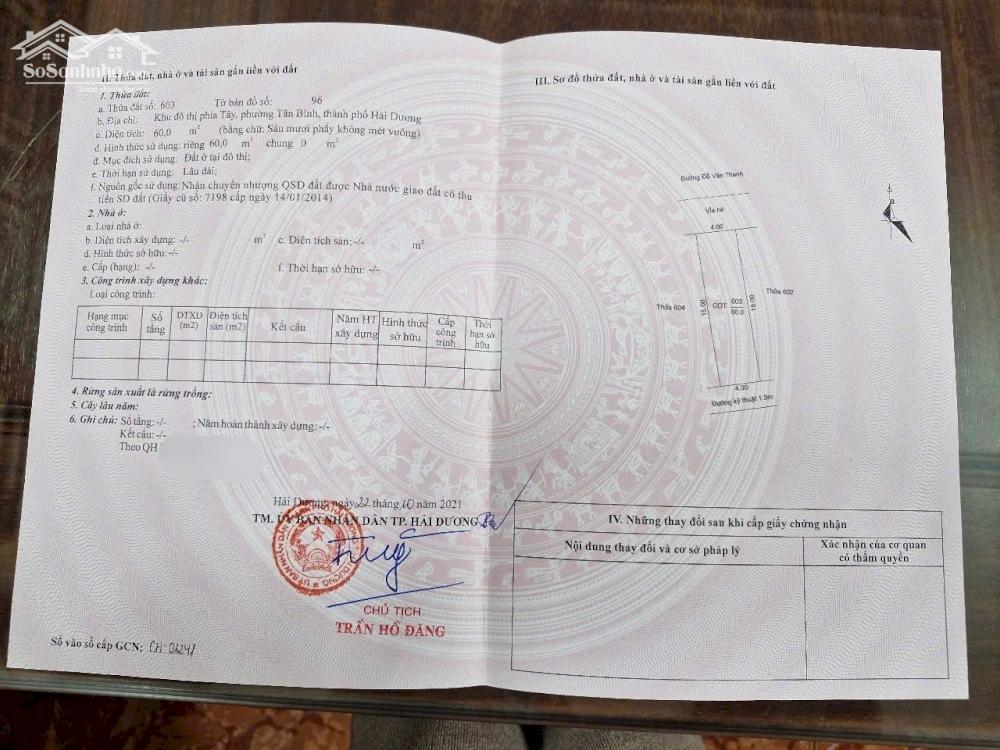 SoSanhnha
II. Thửa đất, nhà ở và tài sản gắn liền với đất
1. Thửa đất:
a. Thửa đất số: 603 Tờ bản đồ số: 96
b. Địa chỉ: Khu đô thị phía Tây, phường Tân Bình, thành phố Hải Dương
c. Diện tích: 60,0 m² (bằng chữ: Sáu mươi phẩy không mét vuông)
d. Hình thức sử dụng: riêng 60,0 m² chung 0 m²
đ. Mục đích sử dụng: Đất ở tại đô thị;
e. Thời hạn sử dụng: Lâu dài;
f. Nguồn gốc sử dụng: Nhận chuyển nhượng QSD đất được Nhà nước giao đất có thu
tiền SD đất (Giấy cũ số: 7198 cấp ngày 14/01/2014)
2. Nhà ở:
a. Loại nhà ở:
b. Diện tích xây dựng: -/- m² c. Diện tích sàn: -/- m²
d. Hình thức sở hữu: -/-
e. Cấp (hạng): -/- f. Thời hạn sở hữu: -/-
3. Công trình xây dựng khác:
Loại công trình:
Hạng mục công trình Số tầng DTXD (m2) Diện tích sàn (m2) Kết cấu Năm HT xây dựng Hình thức sở hữu Cấp công trình Thời hạn sở hữu
4. Rừng sản xuất là rừng trồng:
5. Cây lâu năm:
6. Ghi chú: Số tầng: -/- ; Năm hoàn thành xây dựng: -/-
Kết cấu: -/-
Theo QH
Hải Dương, ngày 22 tháng 10 năm 2021
TM. ỦY BAN NHÂN DÂN TP. HẢI DƯƠNG
CHỦ TỊCH
TRẦN HỒ ĐĂNG
Số vào sổ cấp GCN: CH-06241
III. Sơ đồ thửa đất, nhà ở và tài sản gắn liền với đất
Đường Đỗ Văn Thanh
Vỉa hè
B
4.00
Thửa 604
15.00
ODT 603
60.0
15.00
Thửa 602
4.00
Đường kỹ thuật 1.5m
IV. Những thay đổi sau khi cấp giấy chứng nhận
Nội dung thay đổi và cơ sở pháp lý
Xác nhận của cơ quan
có thẩm quyền